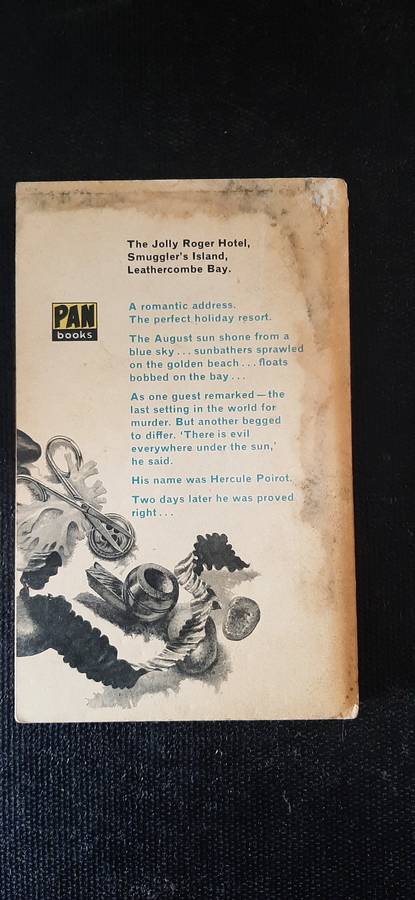 The Jolly Roger Hotel,
Smuggler's Island,
Leathercombe Bay.
PAN
books
A romantic address.
The perfect holiday resort.
The August sun shone from a
blue sky . . . sunbathers sprawled
on the golden beach . . . floats
bobbed on the bay . . .
As one guest remarked — the
last setting in the world for
murder. But another begged
to differ. 'There is evil
everywhere under the sun,'
he said.
His name was Hercule Poirot.
Two days later he was proved
right . . .